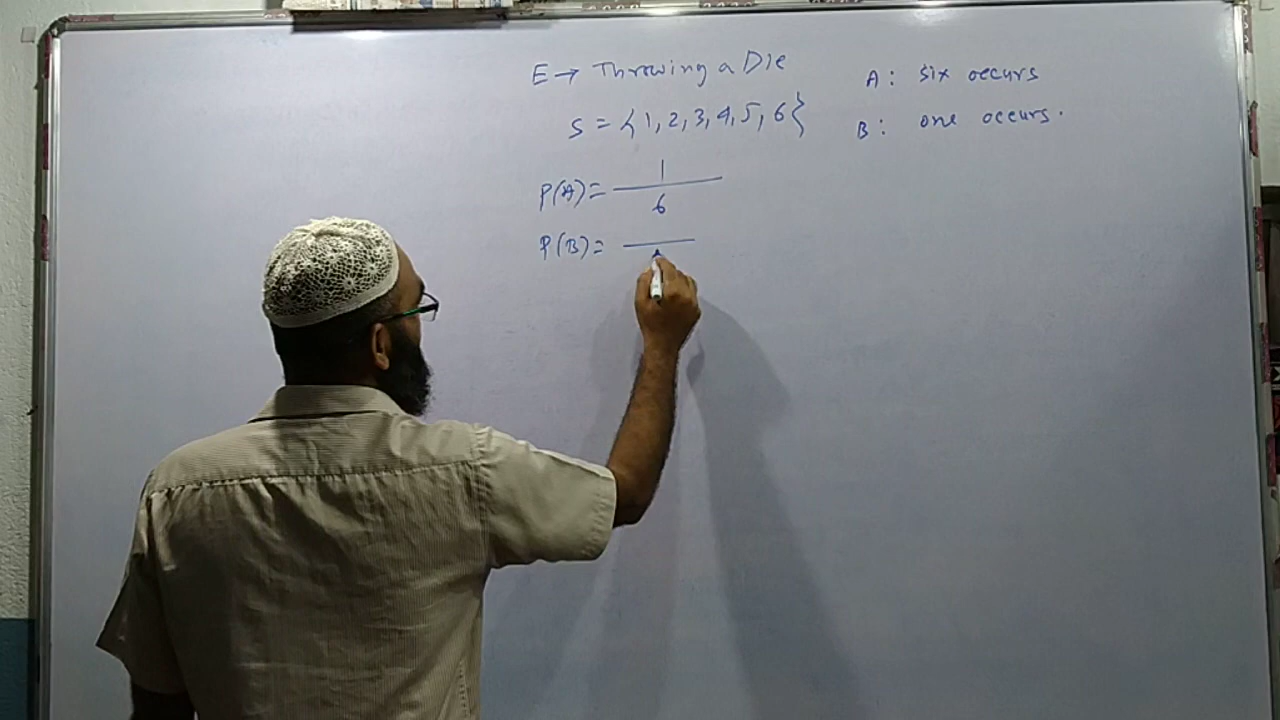 E → Throwing a Die
S = {1, 2, 3, 4, 5, 6}
P(A) = 1/6
P(B) =
A: six occurs
B: one occurs.